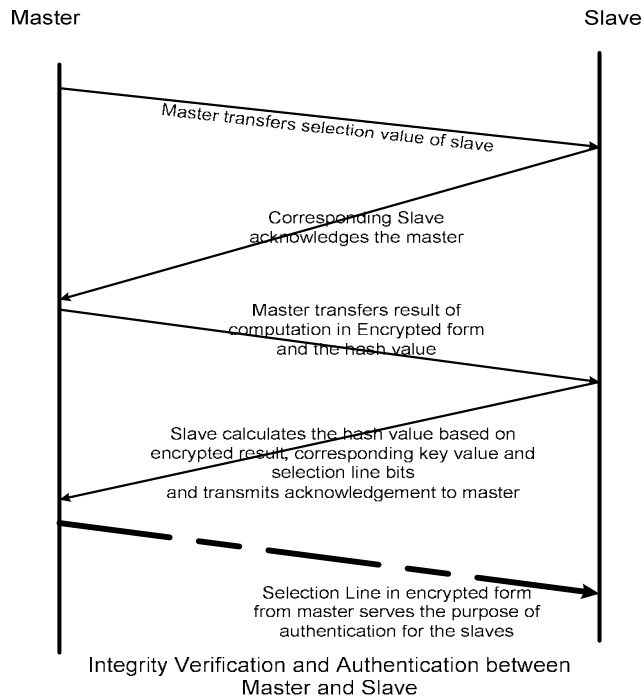 Master
Slave
Master transfers selection value of slave
Corresponding Slave
acknowledges the master
Master transfers result of
computation in Encrypted form
and the hash value
Slave calculates the hash value based on
encrypted result, corresponding key value and
selection line bits
and transmits acknowledgement to master
Selection Line in encrypted form
from master serves the purpose of
authentication for the slaves
Integrity Verification and Authentication between
Master and Slave